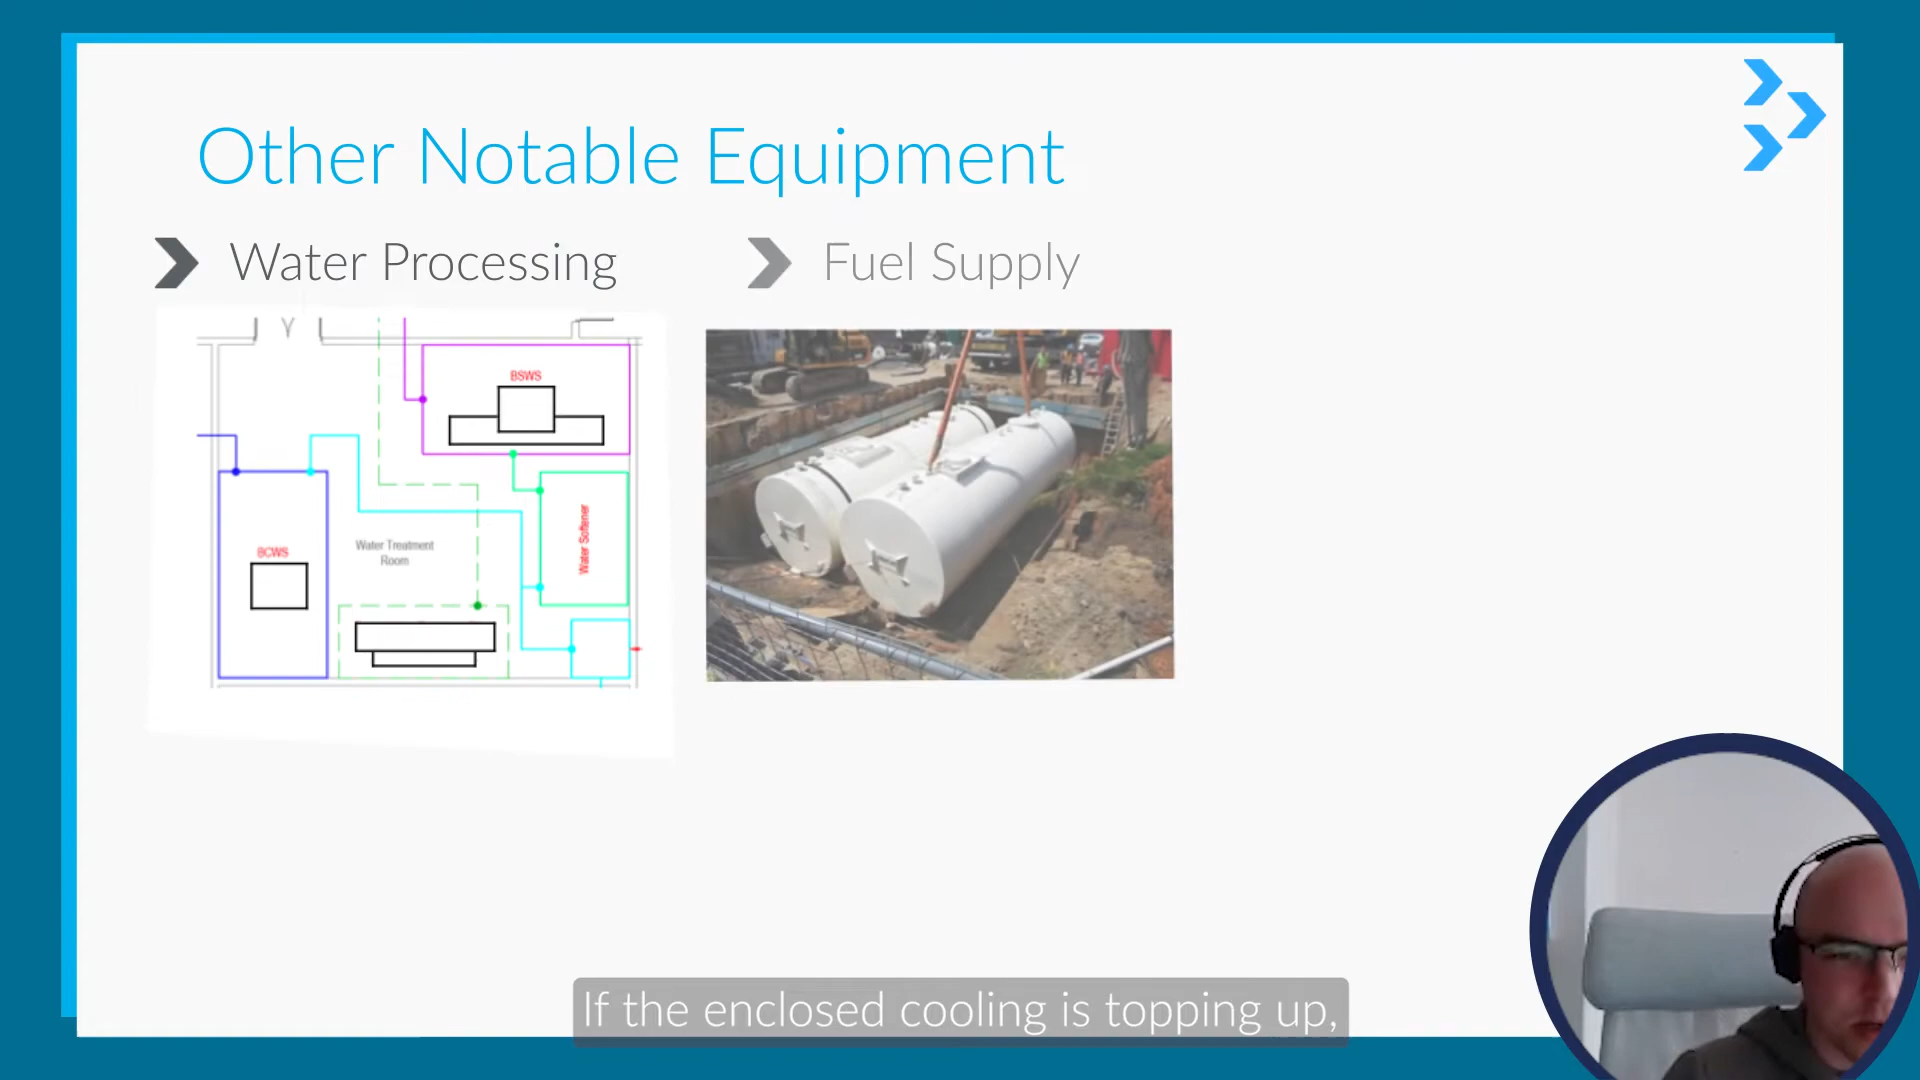 Other Notable Equipment
Water Processing
Fuel Supply
Y
BSWS
Water Softener
BCWS
Water Treatment
Room
If the enclosed cooling is topping up,